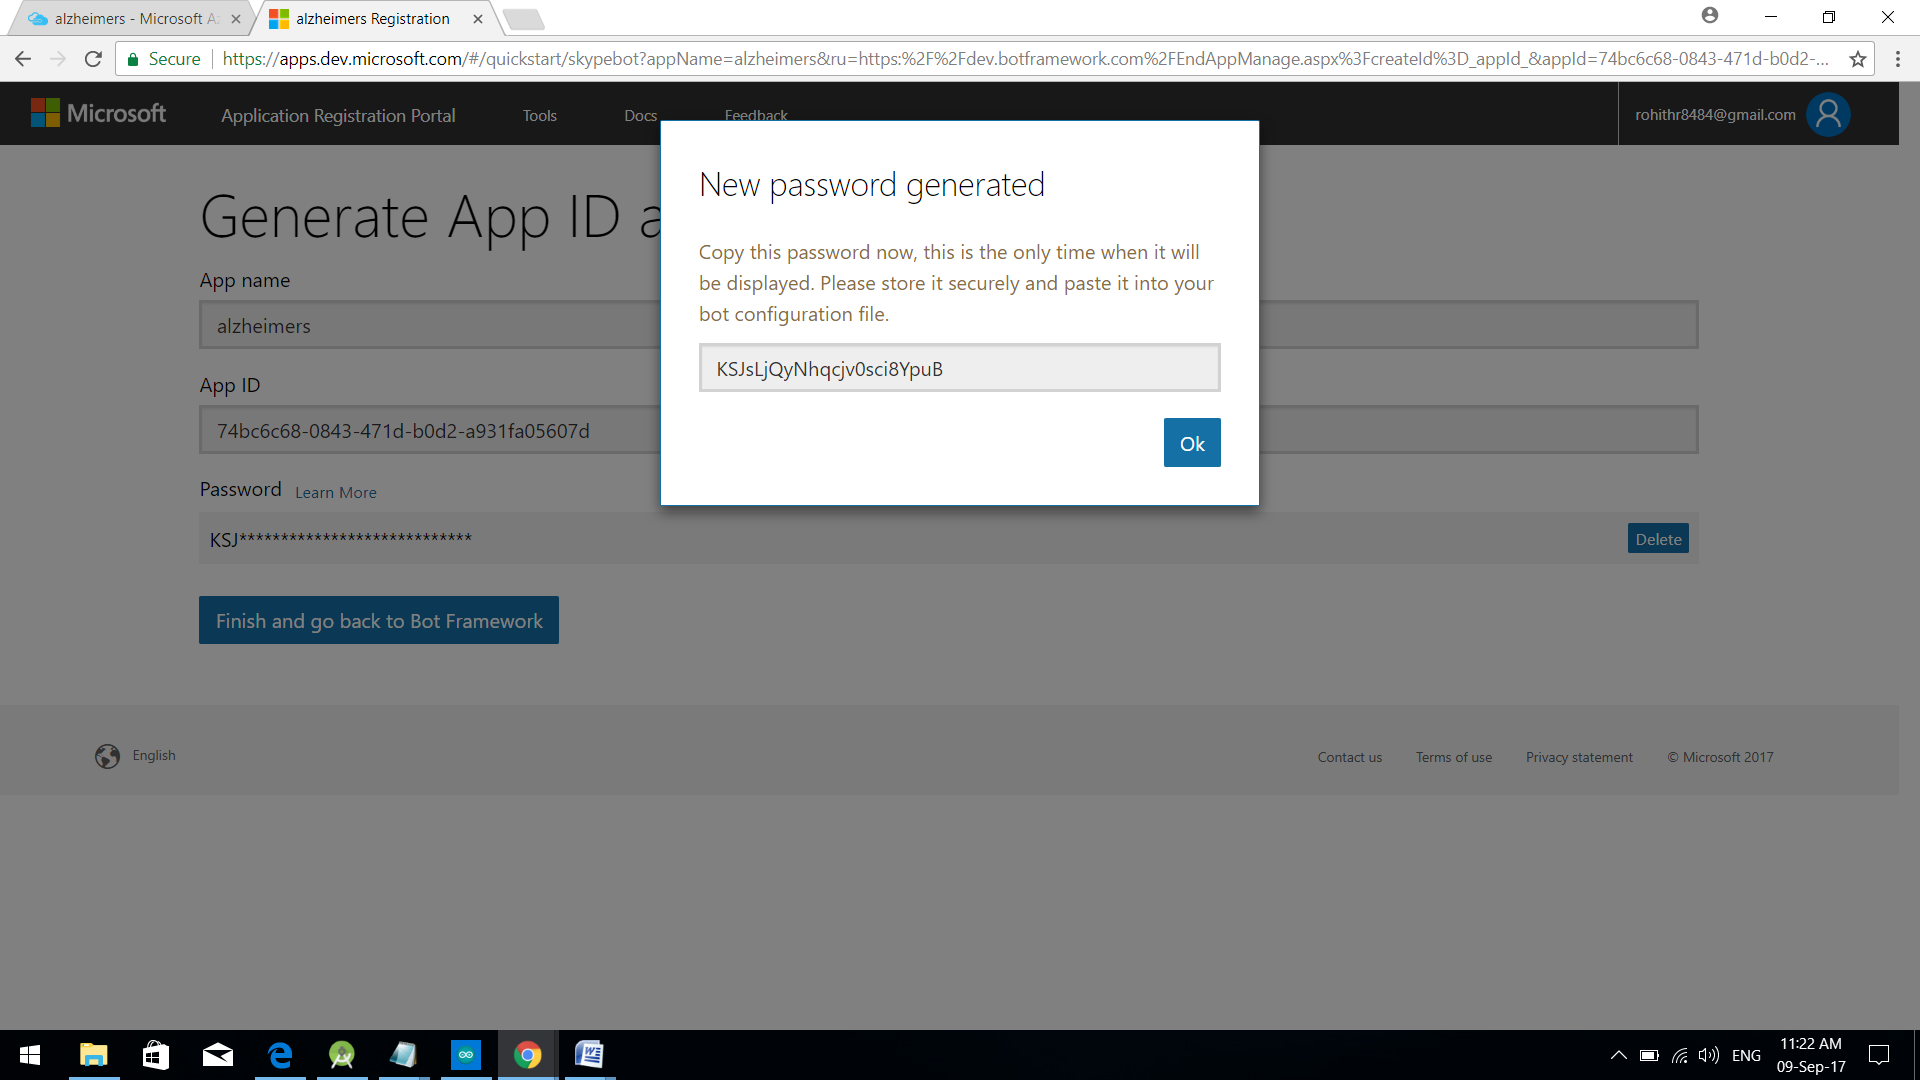 alzheimers - Microsoft A
alzheimers Registration
Secure
https://apps.dev.microsoft.com/#/quickstart/skypebot?appName=alzheimers&ru=https:%2F%2Fdev.botframework.com%2FEndAppManage.aspx%3FcreateId%3D_appId_&appId=74bc6c68-0843-471d-b0d2-...
Microsoft
Application Registration Portal
Tools
Docs
Feedback
rohithr8484@gmail.com
Generate App ID a
New password generated
Copy this password now, this is the only time when it will
be displayed. Please store it securely and paste it into your
bot configuration file.
KSJsLjQyNhqcjv0sci8YpuB
Ok
App name
alzheimers
App ID
74bc6c68-0843-471d-b0d2-a931fa05607d
Password Learn More
KSJ****************************
Delete
Finish and go back to Bot Framework
English
Contact us
Terms of use
Privacy statement
© Microsoft 2017
ENG
11:22 AM
09-Sep-17